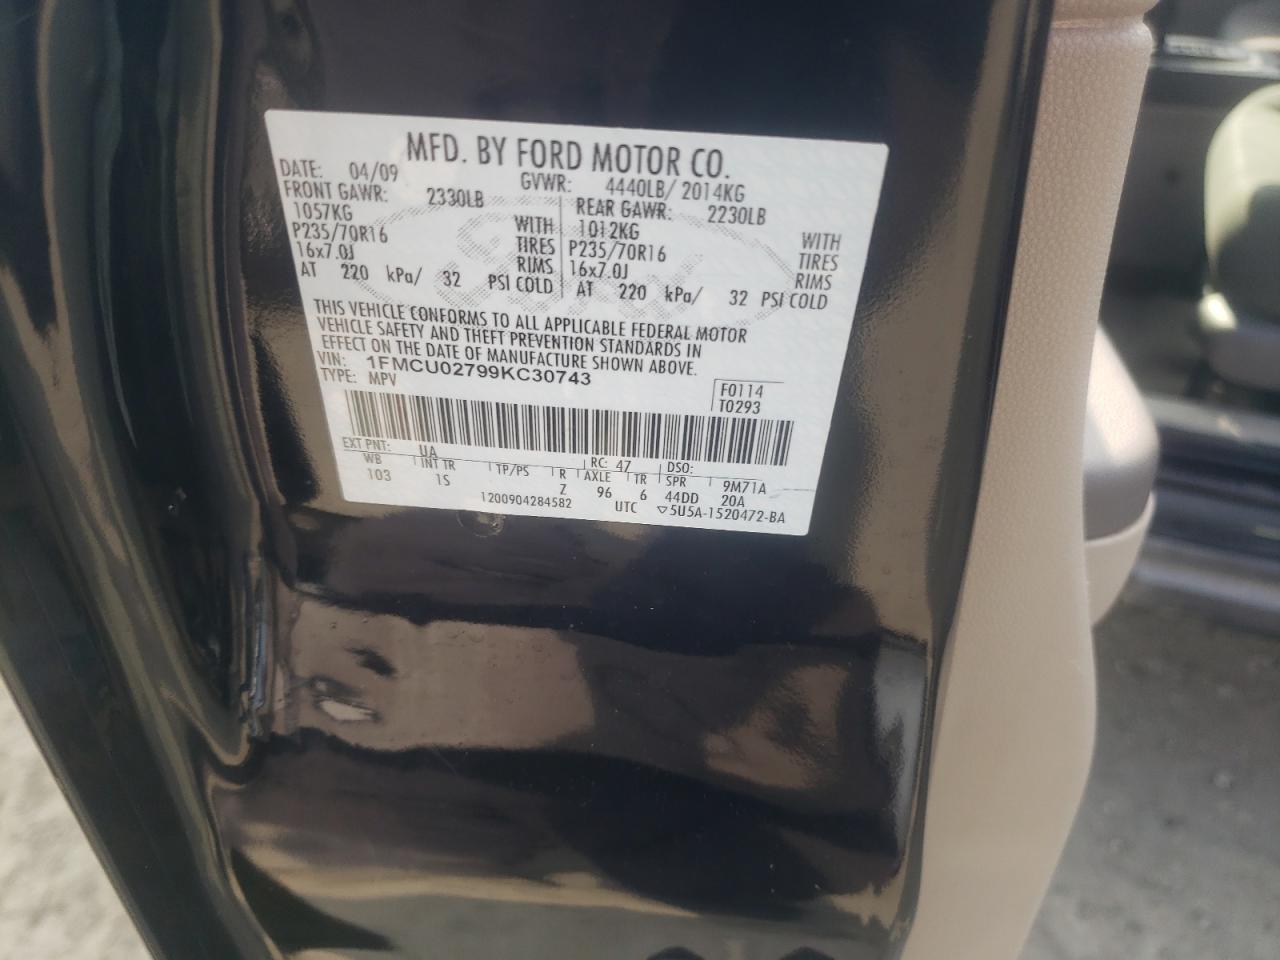 MFD. BY FORD MOTOR CO.
DATE: 04/09 GVWR: 4440LB/ 2014KG
FRONT GAWR: 2330LB REAR GAWR: 2230LB
1057KG WITH 1012KG WITH
P235/70R16 TIRES P235/70R16 TIRES
16x7.0J RIMS 16x7.0J RIMS
AT 220 kPa/ 32 PSI COLD AT 220 kPa/ 32 PSI COLD
THIS VEHICLE CONFORMS TO ALL APPLICABLE FEDERAL MOTOR
VEHICLE SAFETY AND THEFT PREVENTION STANDARDS IN
EFFECT ON THE DATE OF MANUFACTURE SHOWN ABOVE.
VIN: 1FMCU02799KC30743
TYPE: MPV F0114
T0293
EXT PNT: UA RC: 47 DSO:
WB INT TR TP/PS R AXLE TR SPR 9M71A
103 1S Z 96 6 44DD 20A
1200904284582 UTC ▽5U5A-1520472-BA